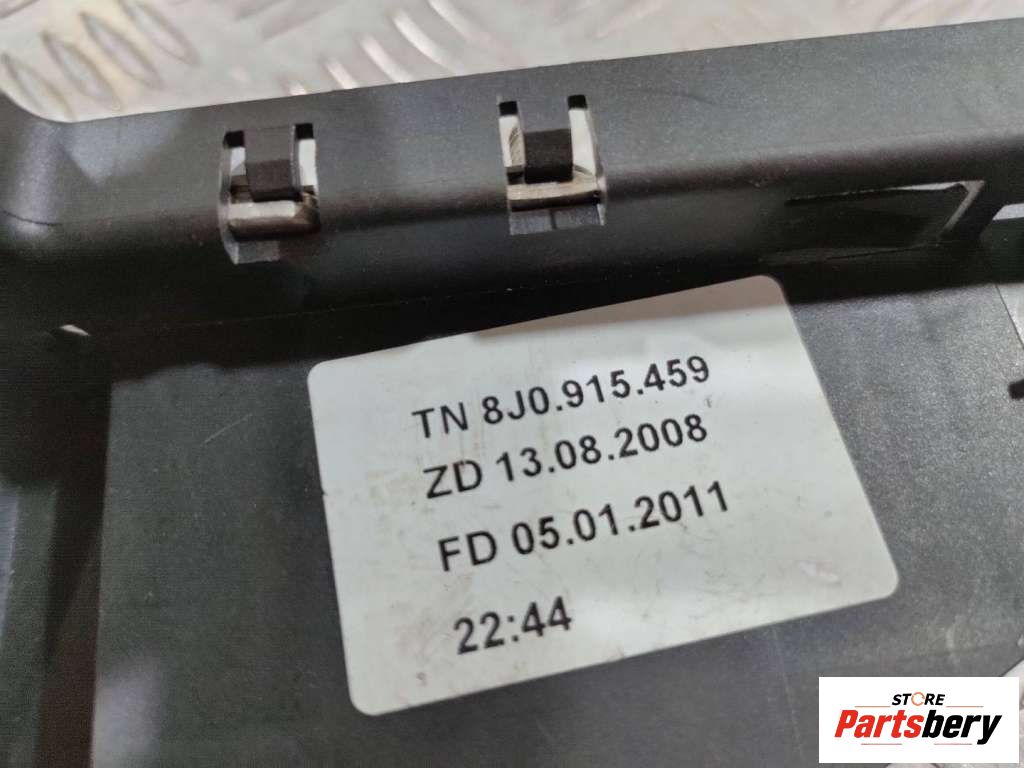 TN 8J0.915.459
ZD 13.08.2008
FD 05.01.2011
22:44
STORE
Partsbery